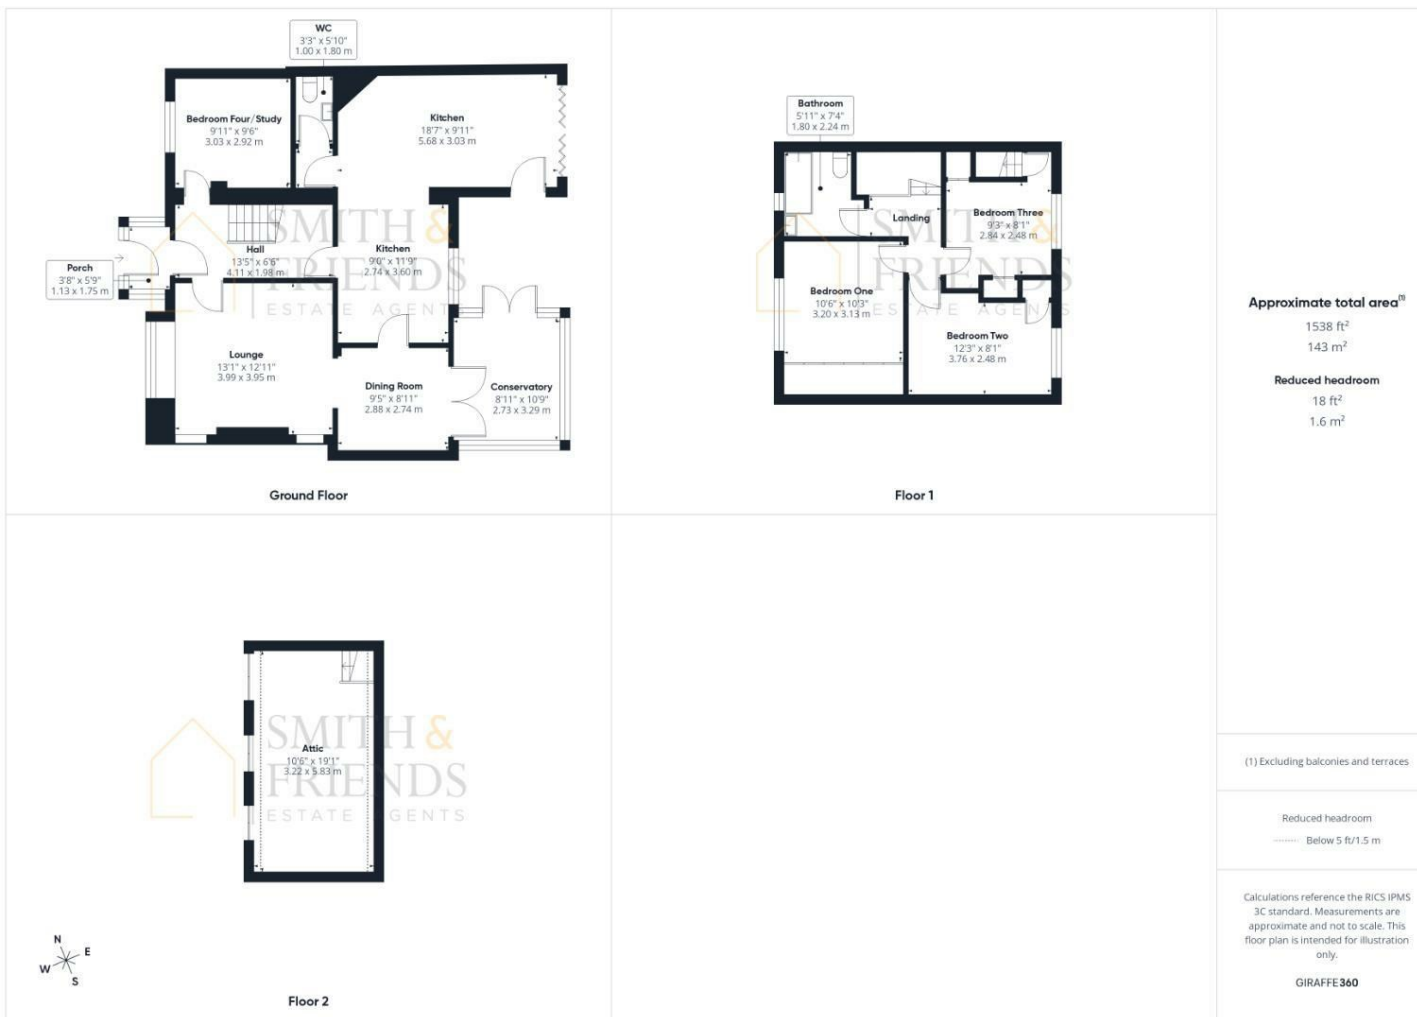 WC
3'3" x 5'10"
1.00 x 1.80 m
Bedroom Four/Study
9'11" x 9'6"
3.03 x 2.92 m
Kitchen
18'7" x 9'11"
5.68 x 3.03 m
SMITH &
FRIENDS
ESTATE AGENTS
Hall
13'5" x 6'6"
4.11 x 1.98 m
Kitchen
9'0" x 11'9"
2.74 x 3.60 m
Porch
3'8" x 5'9"
1.13 x 1.75 m
Lounge
13'1" x 12'11"
3.99 x 3.95 m
Dining Room
9'5" x 8'11"
2.88 x 2.74 m
Conservatory
8'11" x 10'9"
2.73 x 3.29 m
Ground Floor
Bathroom
5'11" x 7'4"
1.80 x 2.24 m
Landing
Bedroom Three
9'3" x 8'1"
2.84 x 2.48 m
SMITH &
FRIENDS
ESTATE AGENTS
Bedroom One
10'6" x 10'3"
3.20 x 3.13 m
Bedroom Two
12'3" x 8'1"
3.76 x 2.48 m
Floor 1
Approximate total area(1)
1538 ft²
143 m²
Reduced headroom
18 ft²
1.6 m²
SMITH &
FRIENDS
ESTATE AGENTS
Attic
10'6" x 19'1"
3.22 x 5.83 m
N
E
W
S
Floor 2
(1) Excluding balconies and terraces
Reduced headroom
Below 5 ft/1.5 m
Calculations reference the RICS IPMS
3C standard. Measurements are
approximate and not to scale. This
floor plan is intended for illustration
only.
GIRAFFE360